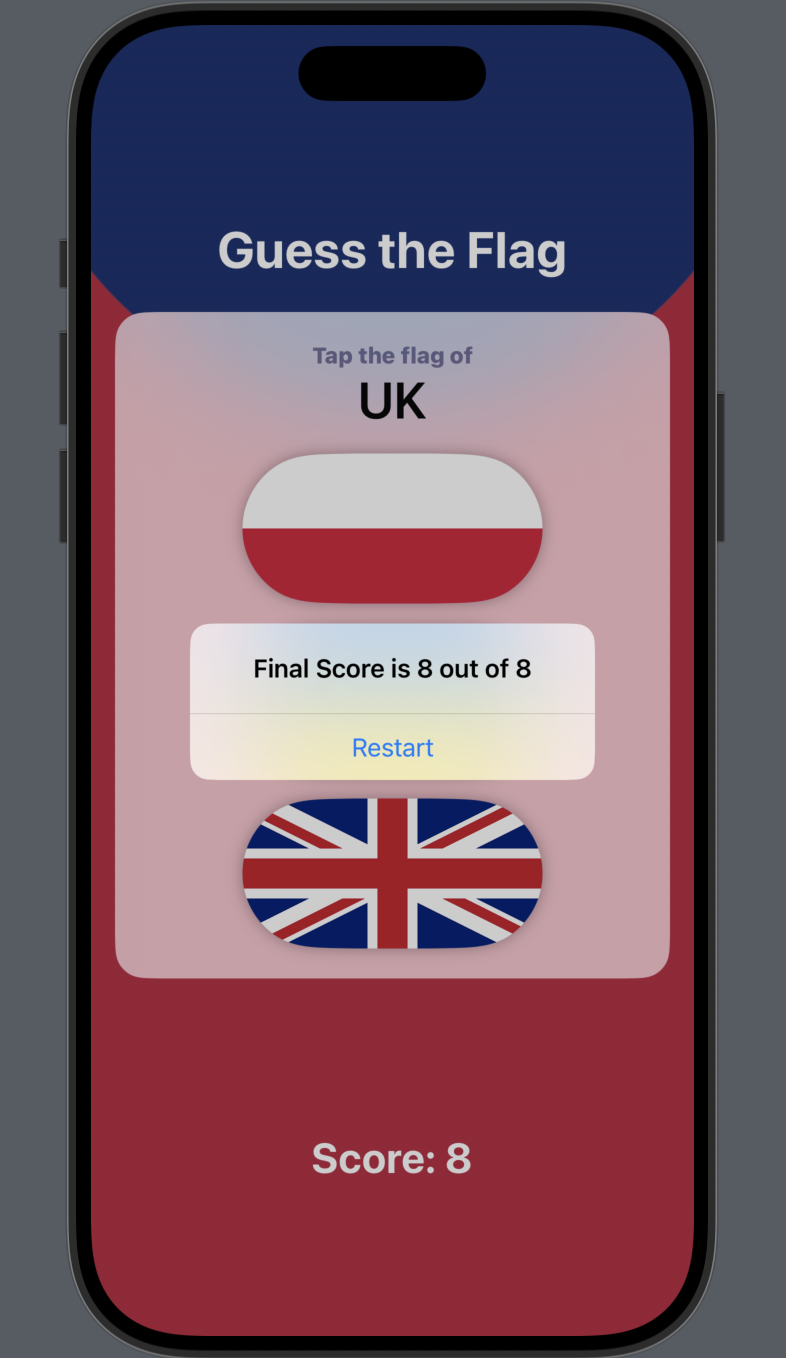 Guess the Flag
Tap the flag of
UK
Final Score is 8 out of 8
Restart
Score: 8